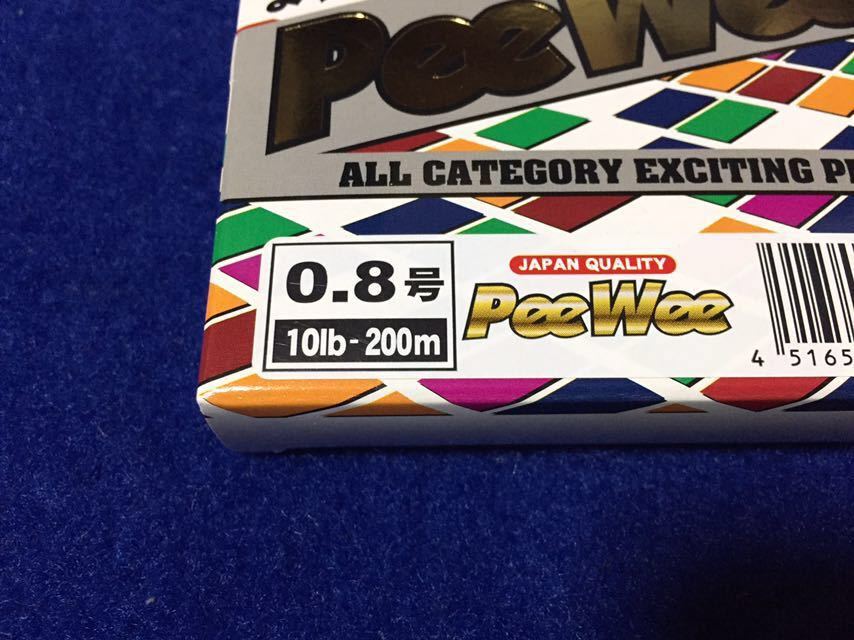 PeeWee
ALL CATEGORY EXCITING
0.8号
10lb-200m
JAPAN QUALITY
PeeWee
4 5165